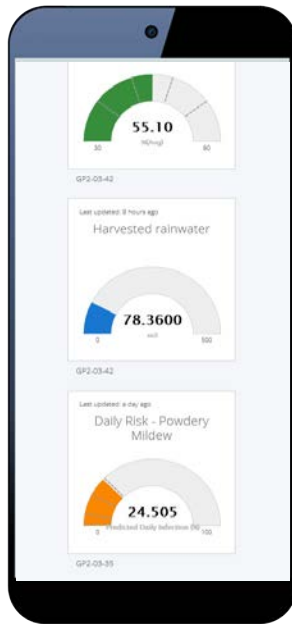 55.10
%(Avg)
30 90
GP2-03-42
Last updated: 8 hours ago
Harvested rainwater
78.3600
0 500
GP2-03-42
Last updated: a day ago
Daily Risk - Powdery
Mildew
24.505
0 Predicted Daily Infection (%) 100
GP2-03-35